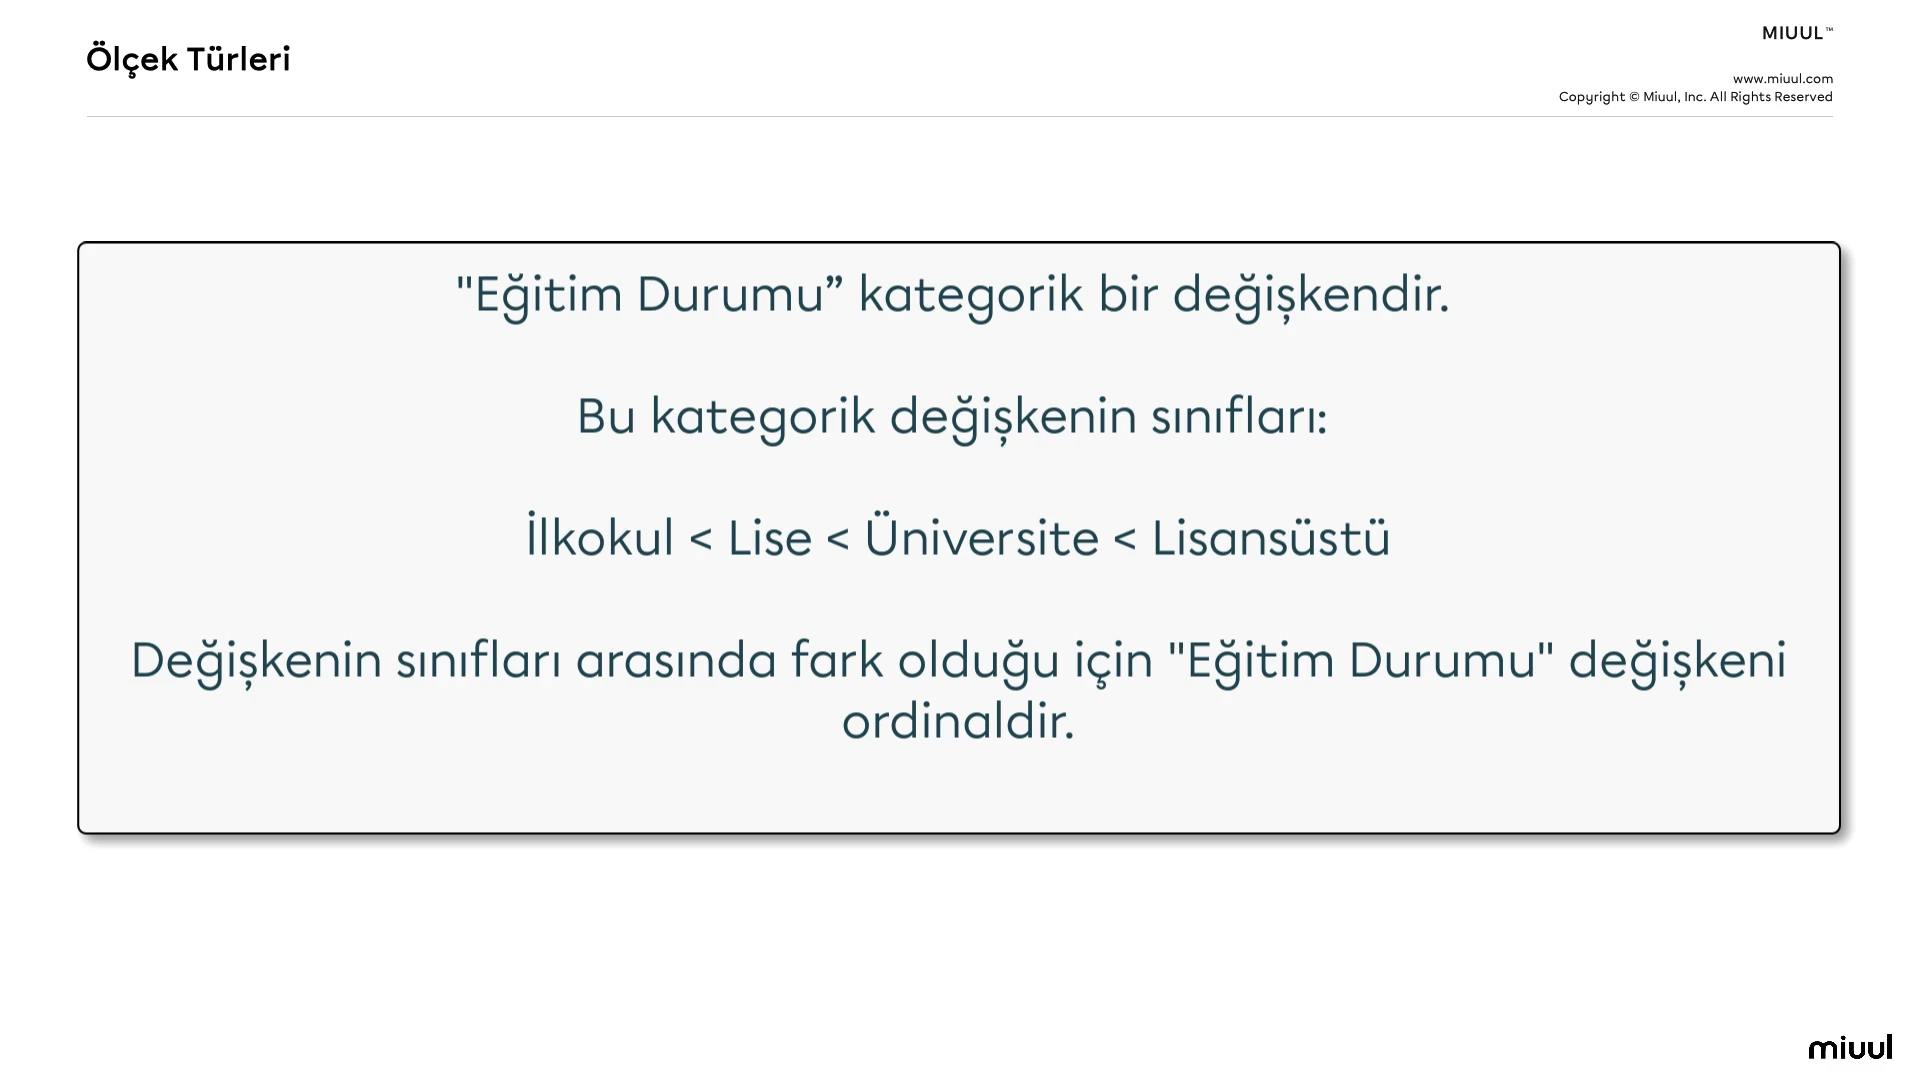 Ölçek Türleri
MIUUL™
www.miuul.com
Copyright © Miuul, Inc. All Rights Reserved
"Eğitim Durumu” kategorik bir değişkendir.
Bu kategorik değişkenin sınıfları:
İlkokul < Lise < Üniversite < Lisansüstü
Değişkenin sınıfları arasında fark olduğu için "Eğitim Durumu" değişkeni
ordinaldir.
miuul